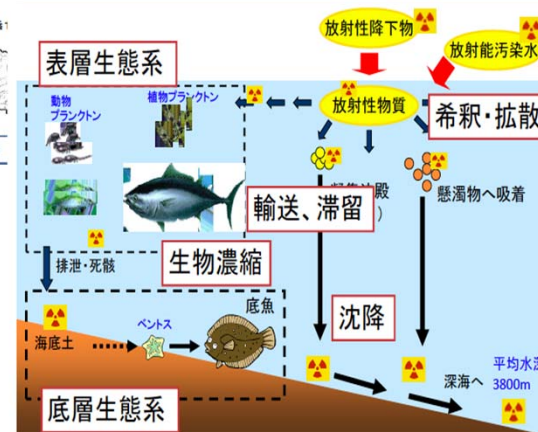 放射性降下物
放射能汚染水
表層生態系
動物
プランクトン
植物プランクトン
放射性物質
希釈・拡散
懸濁物へ吸着
輸送、滞留
殿
)
排泄・死骸
生物濃縮
底魚
沈降
海底土
ベントス
深海へ
平均水深
3800m
底層生態系